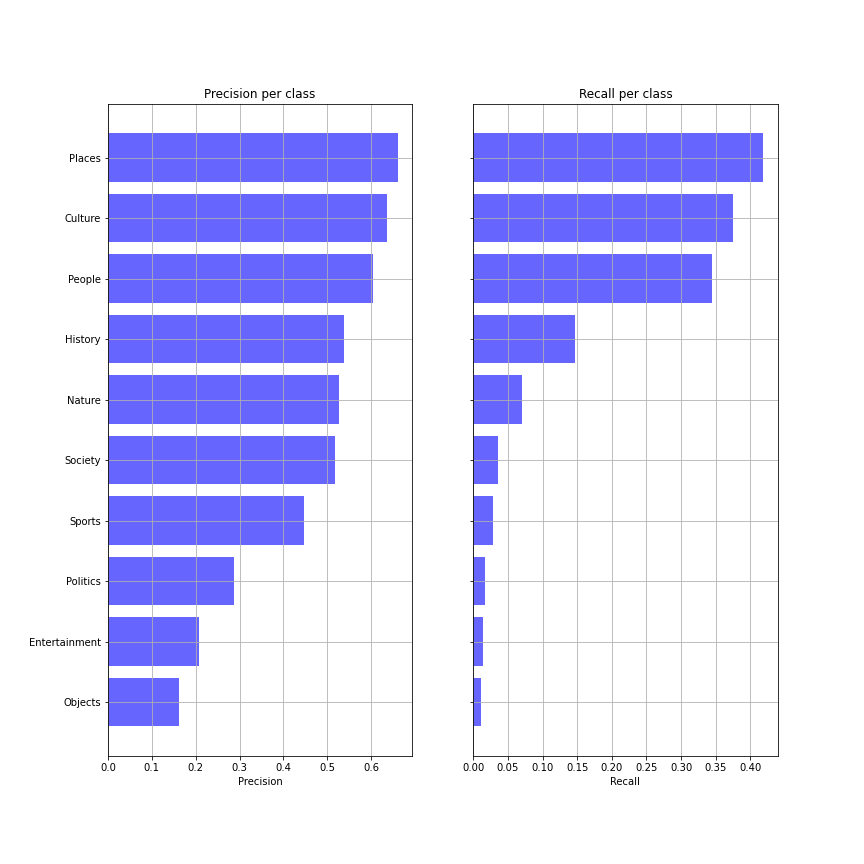 Precision per class
Places
Culture
People
History
Nature
Society
Sports
Politics
Entertainment
Objects
0.0 0.1 0.2 0.3 0.4 0.5 0.6
Precision
Recall per class
0.00 0.05 0.10 0.15 0.20 0.25 0.30 0.35 0.40
Recall